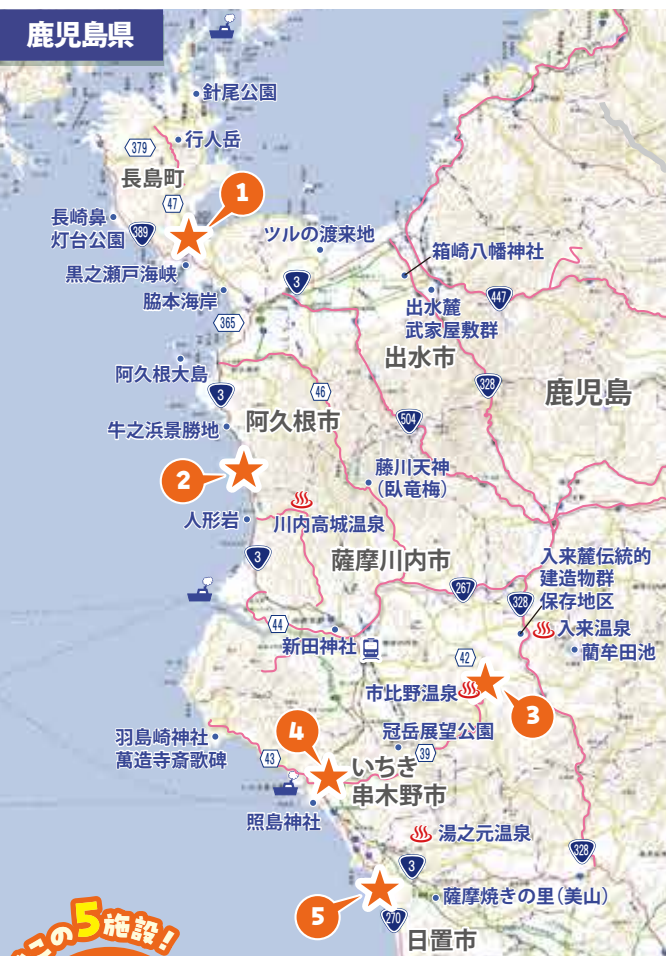 鹿児島県
針尾公園
行人岳
379
長島町
47
1
長崎鼻
灯台公園
389
ツルの渡来地
箱崎八幡神社
黒之瀬戸海峡
3
脇本海岸
出水麓
武家屋敷群
447
365
出水市
阿久根大島
328
鹿児島
3
46
阿久根市
504
牛之浜景勝地
2
藤川天神
（臥竜梅）
人形岩
川内高城温泉
3
薩摩川内市
入来麓伝統的
建造物群
保存地区
267
328
入来温泉
44
新田神社
42
藺牟田池
市比野温泉
3
4
冠岳展望公園
羽島崎神社
萬造寺斎歌碑
43
39
いちき
串木野市
照島神社
湯之元温泉
328
3
薩摩焼きの里（美山）
5
270
日置市
この5施設！